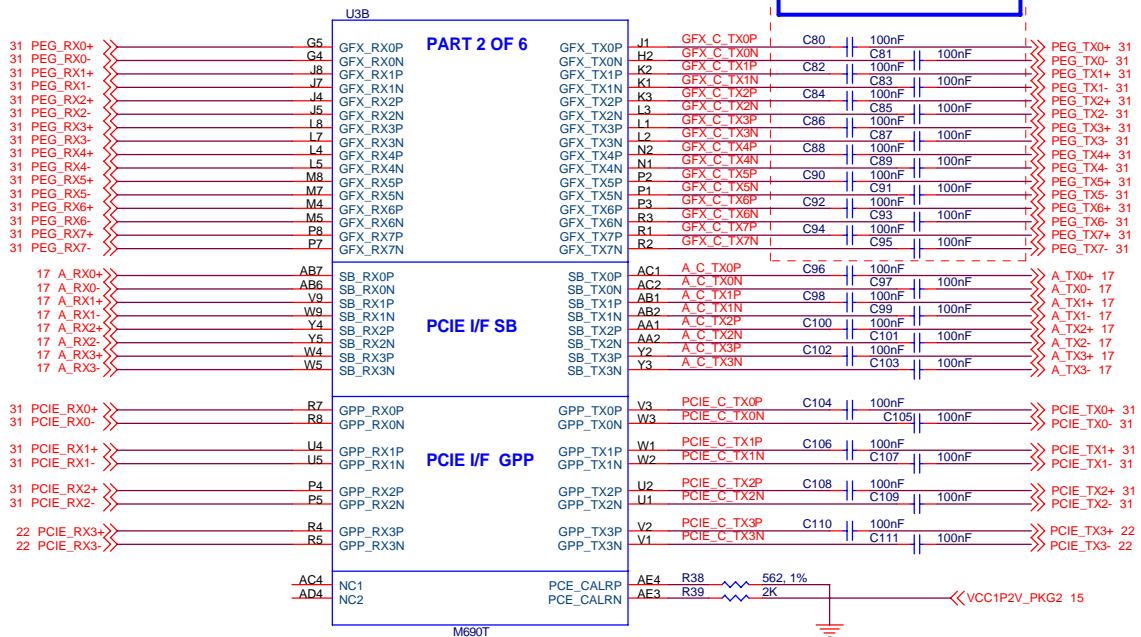 U3B
PART 2 OF 6
31 PEG_RX0+ G5 GFX_RX0P GFX_TX0P J1 GFX_C_TX0P C80 100nF PEG_TX0+ 31
31 PEG_RX0- G4 GFX_RX0N GFX_TX0N H2 GFX_C_TX0N C81 100nF PEG_TX0- 31
31 PEG_RX1+ J8 GFX_RX1P GFX_TX1P K2 GFX_C_TX1P C82 100nF PEG_TX1+ 31
31 PEG_RX1- J7 GFX_RX1N GFX_TX1N K1 GFX_C_TX1N C83 100nF PEG_TX1- 31
31 PEG_RX2+ J4 GFX_RX2P GFX_TX2P K3 GFX_C_TX2P C84 100nF PEG_TX2+ 31
31 PEG_RX2- J5 GFX_RX2N GFX_TX2N L3 GFX_C_TX2N C85 100nF PEG_TX2- 31
31 PEG_RX3+ L8 GFX_RX3P GFX_TX3P L1 GFX_C_TX3P C86 100nF PEG_TX3+ 31
31 PEG_RX3- L7 GFX_RX3N GFX_TX3N L2 GFX_C_TX3N C87 100nF PEG_TX3- 31
31 PEG_RX4+ L4 GFX_RX4P GFX_TX4P N2 GFX_C_TX4P C88 100nF PEG_TX4+ 31
31 PEG_RX4- L5 GFX_RX4N GFX_TX4N N1 GFX_C_TX4N C89 100nF PEG_TX4- 31
31 PEG_RX5+ M8 GFX_RX5P GFX_TX5P P2 GFX_C_TX5P C90 100nF PEG_TX5+ 31
31 PEG_RX5- M7 GFX_RX5N GFX_TX5N P1 GFX_C_TX5N C91 100nF PEG_TX5- 31
31 PEG_RX6+ M4 GFX_RX6P GFX_TX6P P3 GFX_C_TX6P C92 100nF PEG_TX6+ 31
31 PEG_RX6- M5 GFX_RX6N GFX_TX6N R3 GFX_C_TX6N C93 100nF PEG_TX6- 31
31 PEG_RX7+ P8 GFX_RX7P GFX_TX7P R1 GFX_C_TX7P C94 100nF PEG_TX7+ 31
31 PEG_RX7- P7 GFX_RX7N GFX_TX7N R2 GFX_C_TX7N C95 100nF PEG_TX7- 31
17 A_RX0+ AB7 SB_RX0P SB_TX0P AC1 A_C_TX0P C96 100nF A_TX0+ 17
17 A_RX0- AB6 SB_RX0N SB_TX0N AC2 A_C_TX0N C97 100nF A_TX0- 17
17 A_RX1+ V9 SB_RX1P SB_TX1P AB1 A_C_TX1P C98 100nF A_TX1+ 17
17 A_RX1- W9 SB_RX1N SB_TX1N AB2 A_C_TX1N C99 100nF A_TX1- 17
PCIE I/F SB
17 A_RX2+ Y4 SB_RX2P SB_TX2P AA1 A_C_TX2P C100 100nF A_TX2+ 17
17 A_RX2- Y5 SB_RX2N SB_TX2N AA2 A_C_TX2N C101 100nF A_TX2- 17
17 A_RX3+ W4 SB_RX3P SB_TX3P Y2 A_C_TX3P C102 100nF A_TX3+ 17
17 A_RX3- W5 SB_RX3N SB_TX3N Y3 A_C_TX3N C103 100nF A_TX3- 17
31 PCIE_RX0+ R7 GPP_RX0P GPP_TX0P V3 PCIE_C_TX0P C104 100nF PCIE_TX0+ 31
31 PCIE_RX0- R8 GPP_RX0N GPP_TX0N W3 PCIE_C_TX0N C105 100nF PCIE_TX0- 31
31 PCIE_RX1+ U4 GPP_RX1P GPP_TX1P W1 PCIE_C_TX1P C106 100nF PCIE_TX1+ 31
PCIE I/F GPP
31 PCIE_RX1- U5 GPP_RX1N GPP_TX1N W2 PCIE_C_TX1N C107 100nF PCIE_TX1- 31
31 PCIE_RX2+ P4 GPP_RX2P GPP_TX2P U2 PCIE_C_TX2P C108 100nF PCIE_TX2+ 31
31 PCIE_RX2- P5 GPP_RX2N GPP_TX2N U1 PCIE_C_TX2N C109 100nF PCIE_TX2- 31
22 PCIE_RX3+ R4 GPP_RX3P GPP_TX3P V2 PCIE_C_TX3P C110 100nF PCIE_TX3+ 22
22 PCIE_RX3- R5 GPP_RX3N GPP_TX3N V1 PCIE_C_TX3N C111 100nF PCIE_TX3- 22
AC4 NC1 PCE_CALRP AE4 R38 562, 1%
AD4 NC2 PCE_CALRN AE3 R39 2K VCC1P2V_PKG2 15
M690T